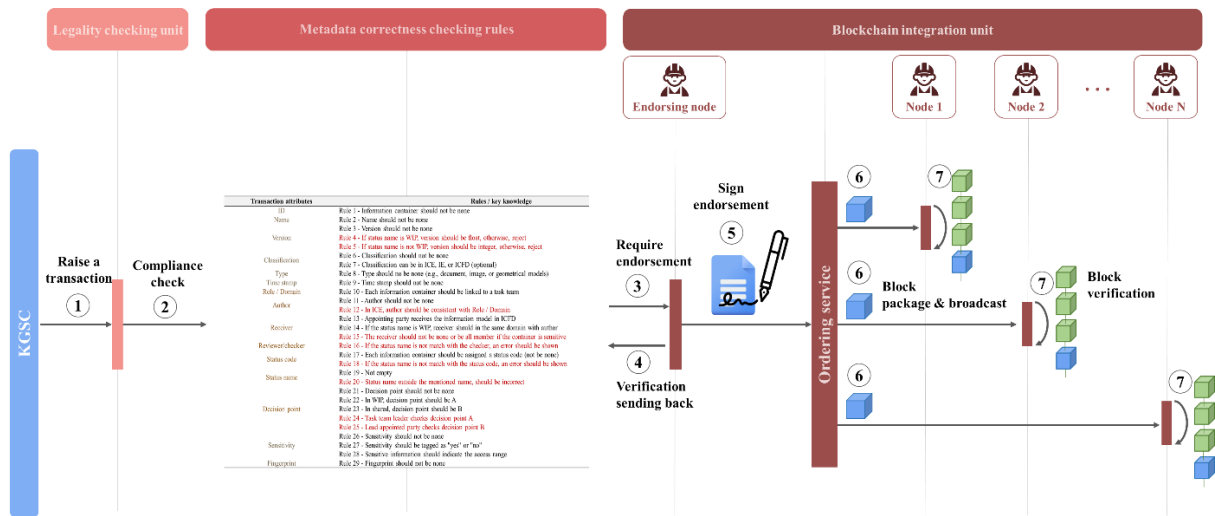 Legality checking unit
Metadata correctness checking rules
Blockchain integration unit
Endorsing node
Node 1
Node 2
...
Node N
KGSC
Raise a
transaction
1
Compliance
check
2
Transaction attributes
Rules / key knowledge
ID
Rule 1 - Information container should not be none
Name
Rule 2 - Name should not be none
Rule 3 - Version should not be none
Version
Rule 4 - If status name is WIP, version should be float, otherwise, reject
Rule 5 - If status name is not WIP, version should be integer, otherwise, reject
Rule 6 - Classification should not be none
Classification
Rule 7 - Classification can be in ICE, IE, or ICFD (optional)
Type
Rule 8 - Type should no be none (e.g., document, image, or geometrical models)
Time stamp
Rule 9 - Time stamp should not be none
Role / Domain
Rule 10 - Each information container should be linked to a task team
Rule 11 - Author should not be none
Author
Rule 12 - In ICE, author should be consistent with Role / Domain
Rule 13 - Appointing party receives the information model in ICFD
Receiver
Rule 14 - If the status name is WIP, receiver should in the same domain with author
Rule 15 - The receiver should not be none or be all member if the container is sensitive
Reviewer/checker
Rule 16 - If the status name is not match with the checker, an error should be shown
Status code
Rule 17 - Each information container should be assigned a status code (not be none)
Rule 18 - If the status name is not match with the status code, an error should be shown
Status name
Rule 19 - Not empty
Rule 20 - Status name outside the mentioned name, should be incorrect
Rule 21 - Decision point should not be none
Rule 22 - In WIP, decision point should be A
Decision point
Rule 23 - In shared, decision point should be B
Rule 24 - Task team leader checks decision point A
Rule 25 - Lead appointed party checks decision point B
Rule 26 - Sensitivity should not be none
Sensitivity
Rule 27 - Sensitivity should be tagged as "yes" or "no"
Rule 28 - Sensitive information should indicate the access range
Fingerprint
Rule 29 - Fingerprint should not be none
Require
endorsement
3
4
Verification
sending back
Sign
endorsement
5
Ordering service
6
7
6
Block
package & broadcast
7
Block
verification
6
7